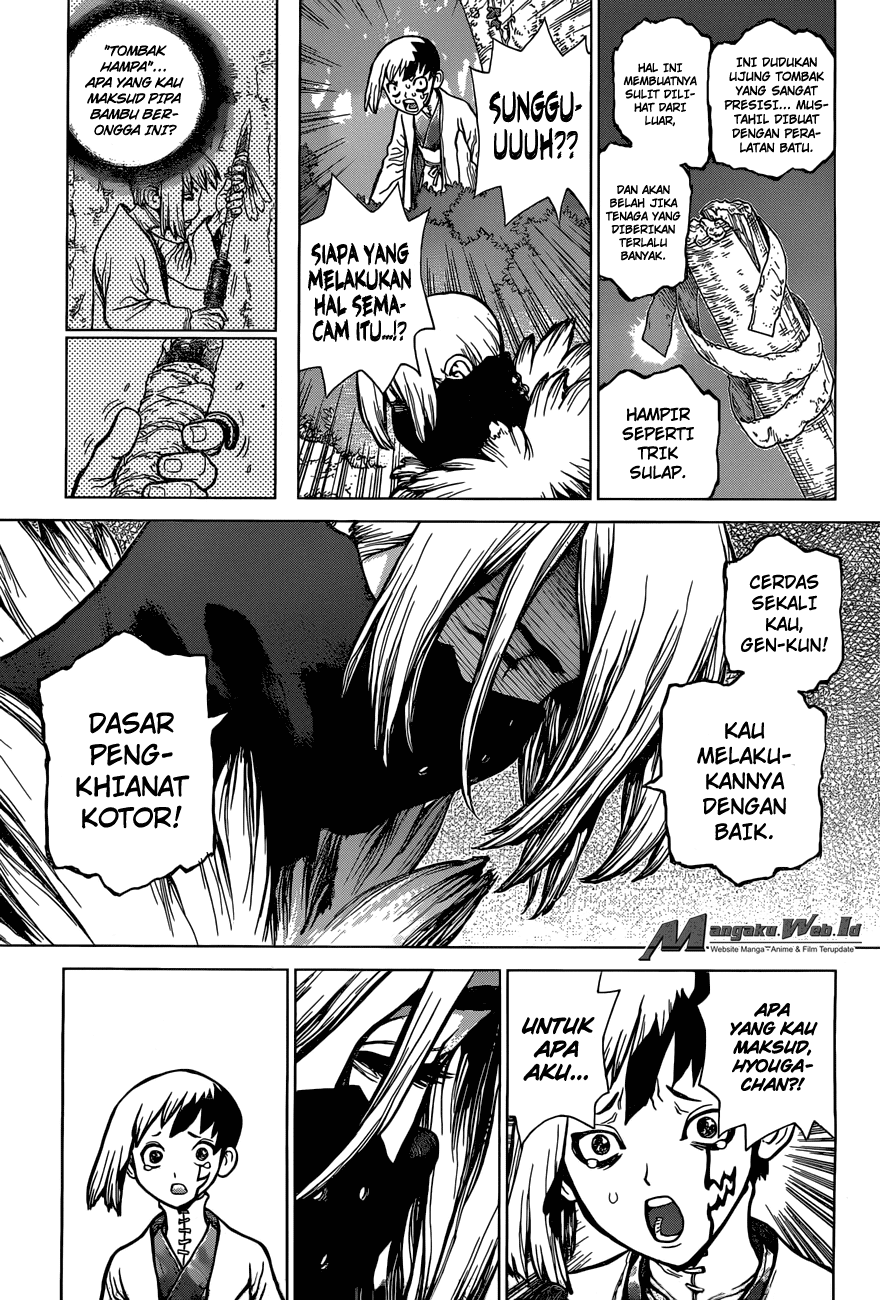 INI DUDUKAN
UJUNG TOMBAK
YANG SANGAT
PRESISI... MUS-
TAHIL DIBUAT
DENGAN PERA-
LATAN BATU.
HAL INI
MEMBUATNYA
SULIT DILI-
HAT DARI
LUAR,
DAN AKAN
BELAH JIKA
TENAGA YANG
DIBERIKAN
TERLALU
BANYAK.
HAMPIR
SEPERTI
TRIK
SULAP.
SUNGGU-
UUUH??
SIAPA YANG
MELAKUKAN
HAL SEMA-
CAM ITU...!?
"TOMBAK
HAMPA"...
APA YANG KAU
MAKSUD PIPA
BAMBU BER-
ONGGA INI?
CERDAS
SEKALI
KAU,
GEN-KUN!
KAU
MELAKU-
KANNYA
DENGAN
BAIK.
DASAR
PENG-
KHIANAT
KOTOR!
Mangaku.Web.Id
Website Manga - Anime & Film Terupdate
APA
YANG KAU
MAKSUD,
HYOUGA-
CHAN?!
UNTUK
APA
AKU...